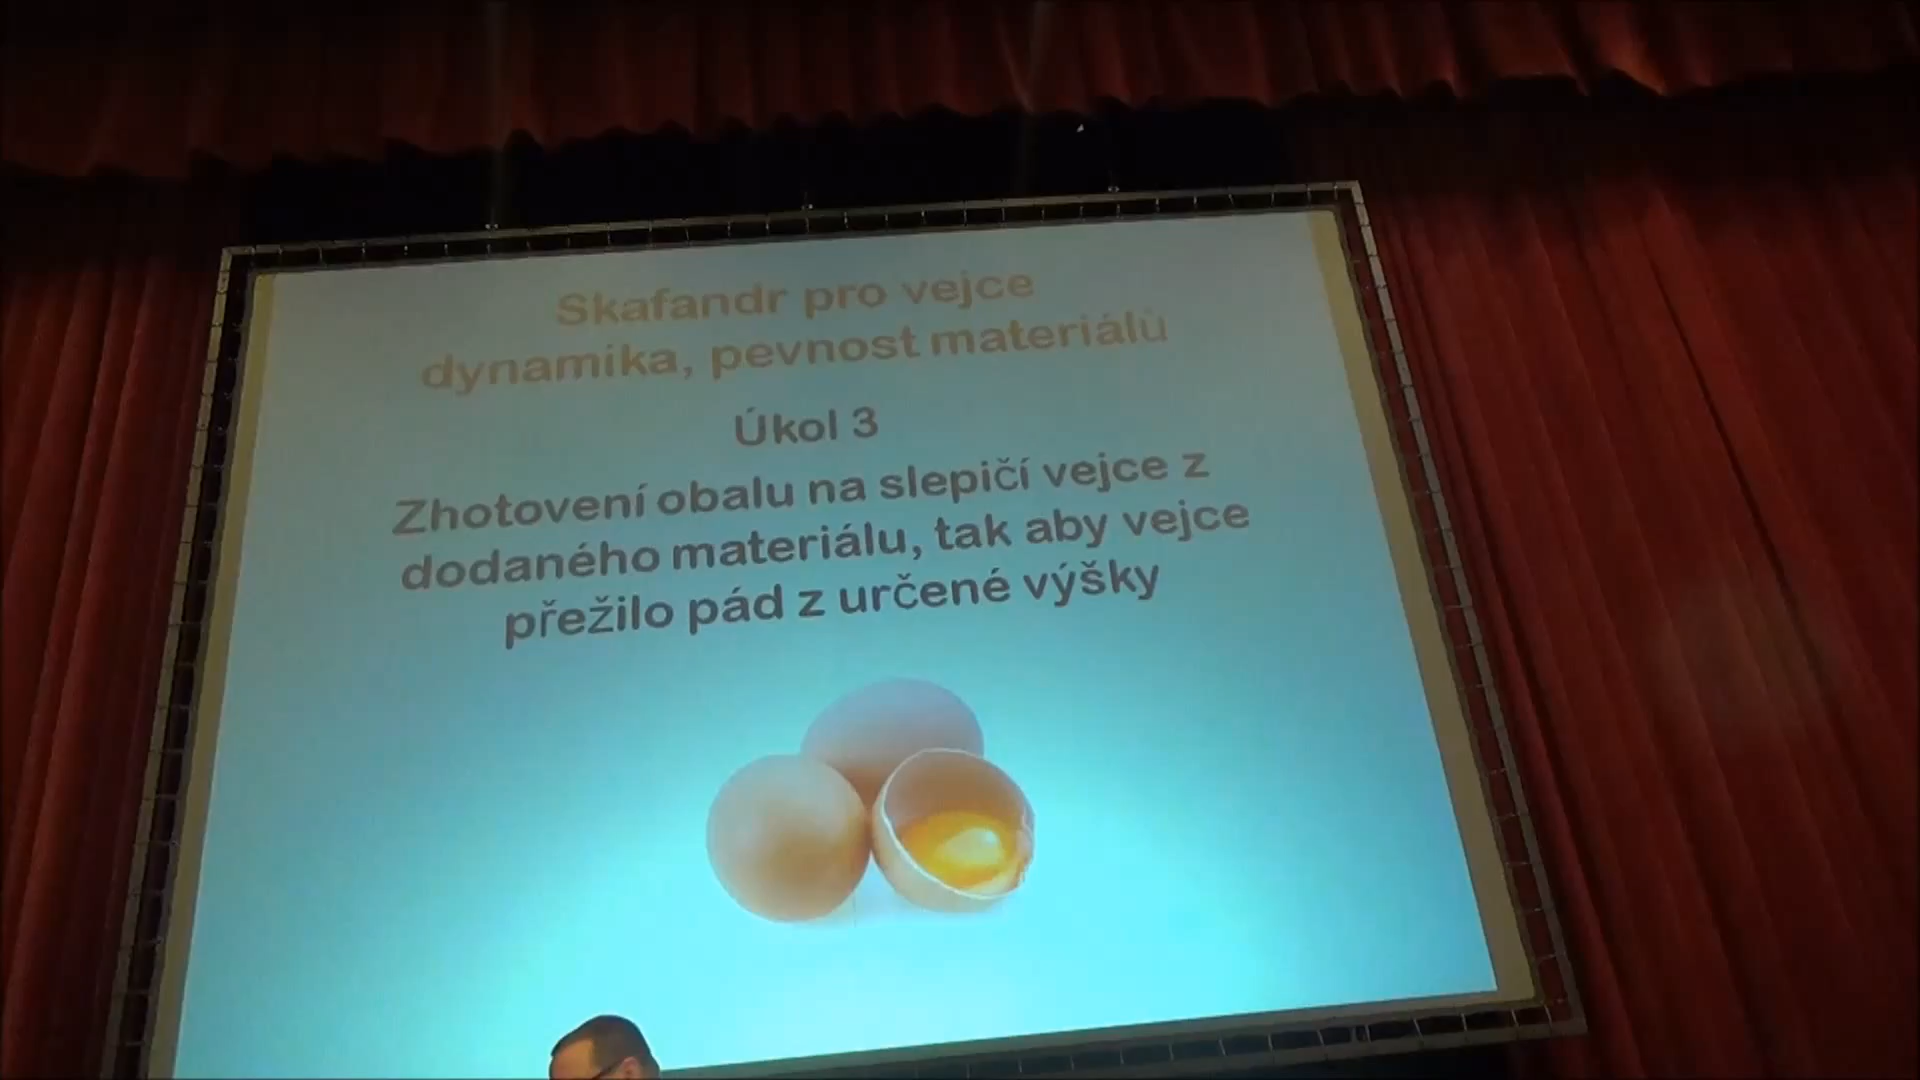 Skafandr pro vejce
dynamika, pevnost materiálů
Úkol 3
Zhotovení obalu na slepičí vejce z
dodaného materiálu, tak aby vejce
přežilo pád z určené výšky